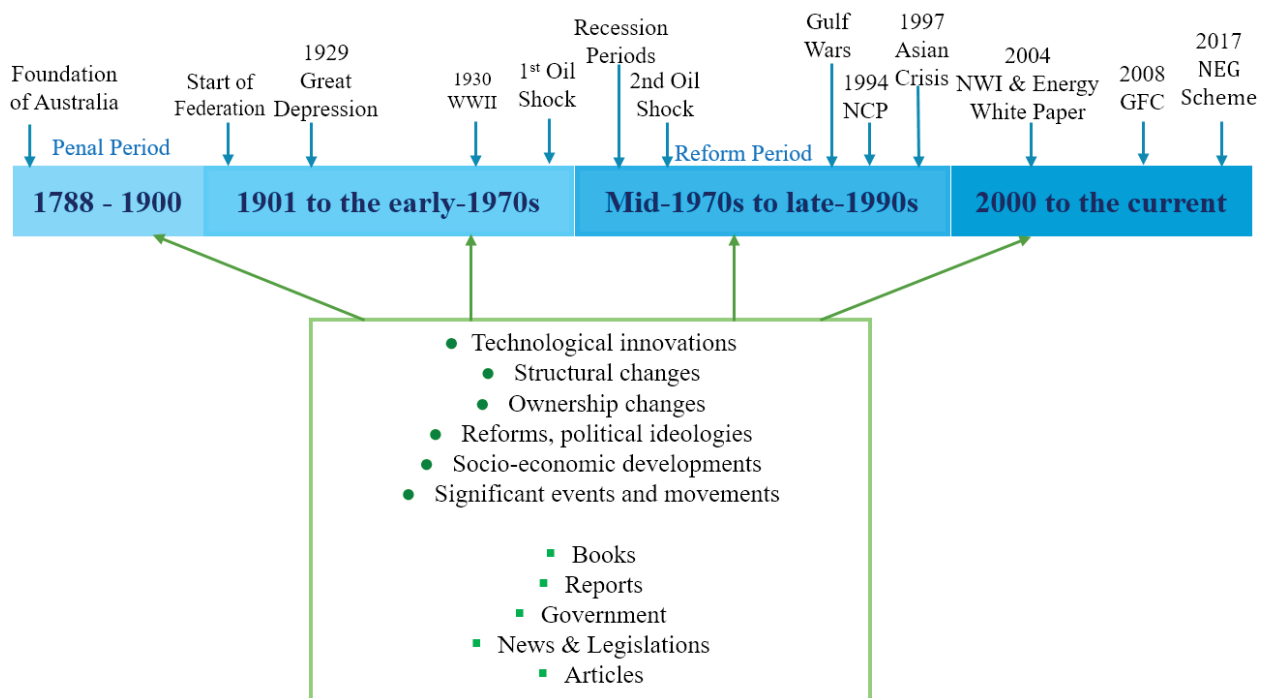 Foundation
of Australia
Start of
Federation
1929
Great
Depression
1930
WWII
1st Oil
Shock
Recession
Periods
2nd Oil
Shock
Gulf
Wars
1994
NCP
1997
Asian
Crisis
2004
NWI & Energy
White Paper
2008
GFC
2017
NEG
Scheme
Penal Period
Reform Period
1788 - 1900
1901 to the early-1970s
Mid-1970s to late-1990s
2000 to the current
● Technological innovations
● Structural changes
● Ownership changes
● Reforms, political ideologies
● Socio-economic developments
● Significant events and movements
▪ Books
▪ Reports
▪ Government
▪ News & Legislations
▪ Articles